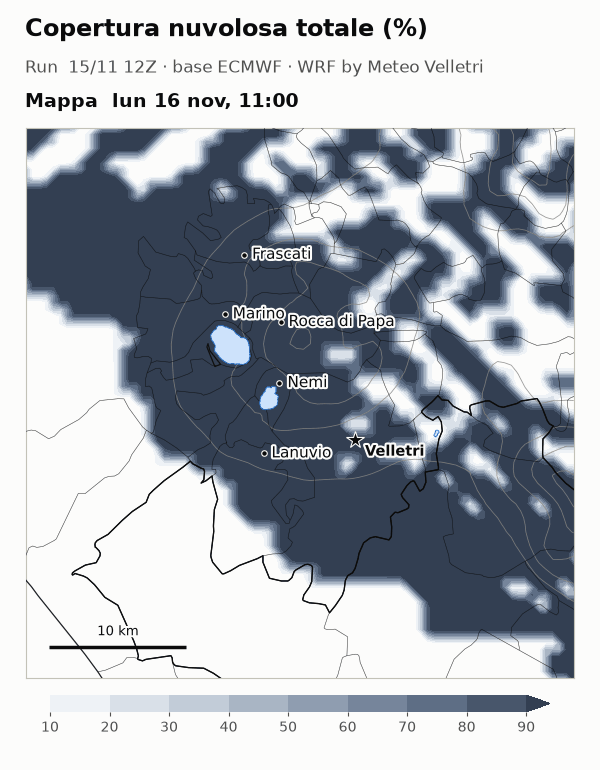 Copertura nuvolosa totale (%)
Run  15/11 12Z · base ECMWF · WRF by Meteo Velletri
Mappa  lun 16 nov, 11:00
Frascati
Marino
Rocca di Papa
Nemi
Velletri
Lanuvio
10 km
10 20 30 40 50 60 70 80 90